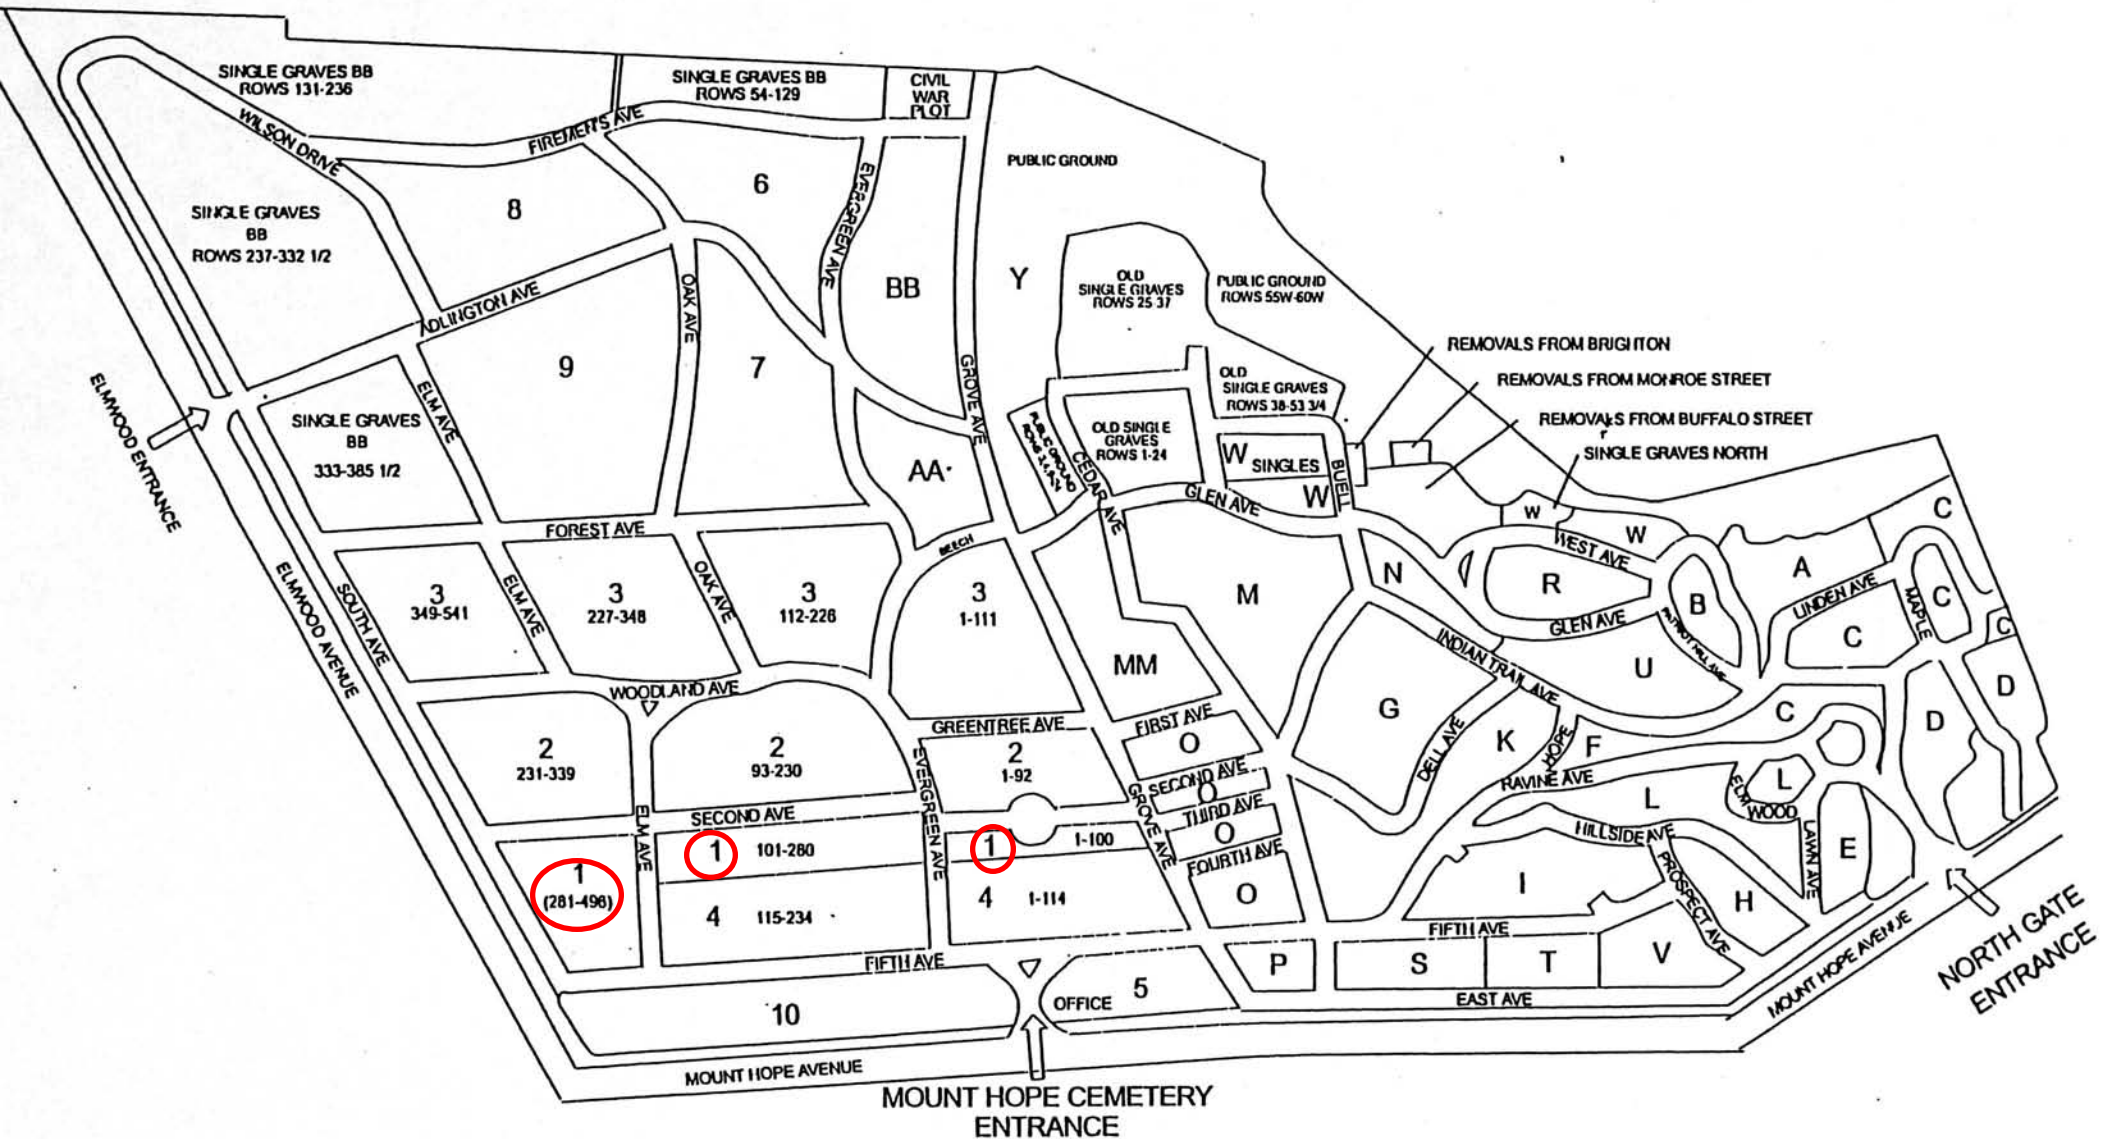 SINGLE GRAVES BB
ROWS 131-236
SINGLE GRAVES BB
ROWS 54-129
CIVIL
WAR
PLOT
WILSON DRIVE
FIREMEN'S AVE
PUBLIC GROUND
6
8
EVERGREEN AVE
SINGLE GRAVES
BB
ROWS 237-332 1/2
BB
Y
OLD
SINGLE GRAVES
ROWS 25 37
PUBLIC GROUND
ROWS 55W-60W
ADLINGTON AVE
OAK AVE
9
7
GROVE AVE
REMOVALS FROM BRIGHTON
REMOVALS FROM MONROE STREET
REMOVALS FROM BUFFALO STREET
SINGLE GRAVES NORTH
ELMWOOD ENTRANCE
ELM AVE
SINGLE GRAVES
BB
333-385 1/2
OLD
SINGLE GRAVES
ROWS 38-53 3/4
PUBLIC GROUND
CEDAR AVE
OLD SINGLE
GRAVES
ROWS 1-24
W SINGLES
W
BUELL
AA
GLEN AVE
W
W
WEST AVE
C
FOREST AVE
BEECH
ELMWOOD AVENUE
SOUTH AVE
3
349-541
ELM AVE
3
227-348
OAK AVE
3
112-226
3
1-111
M
N
R
B
A
LINDEN AVE
MAPLE
C
C
C
GLEN AVE
INDIAN TRAIL AVE
PATRIOT HILL AVE
MM
U
D
D
WOODLAND AVE
GREENTREE AVE
FIRST AVE
G
DELL AVE
K
HOPE
F
C
2
231-339
2
93-230
2
1-92
EVERGREEN AVE
O
SECOND AVE
O
THIRD AVE
O
FOURTH AVE
O
GROVE AVE
RAVINE AVE
L
L
ELM
WOOD
LAWN AVE
E
HILLSIDE AVE
PROSPECT AVE
ELM AVE
SECOND AVE
1
(281-496)
1 101-280
1 1-100
4 115-234
4 1-114
I
H
FIFTH AVE
FIFTH AVE
P
S
T
V
10
OFFICE
5
EAST AVE
MOUNT HOPE AVENUE
MOUNT HOPE AVENUE
NORTH GATE
ENTRANCE
MOUNT HOPE CEMETERY
ENTRANCE